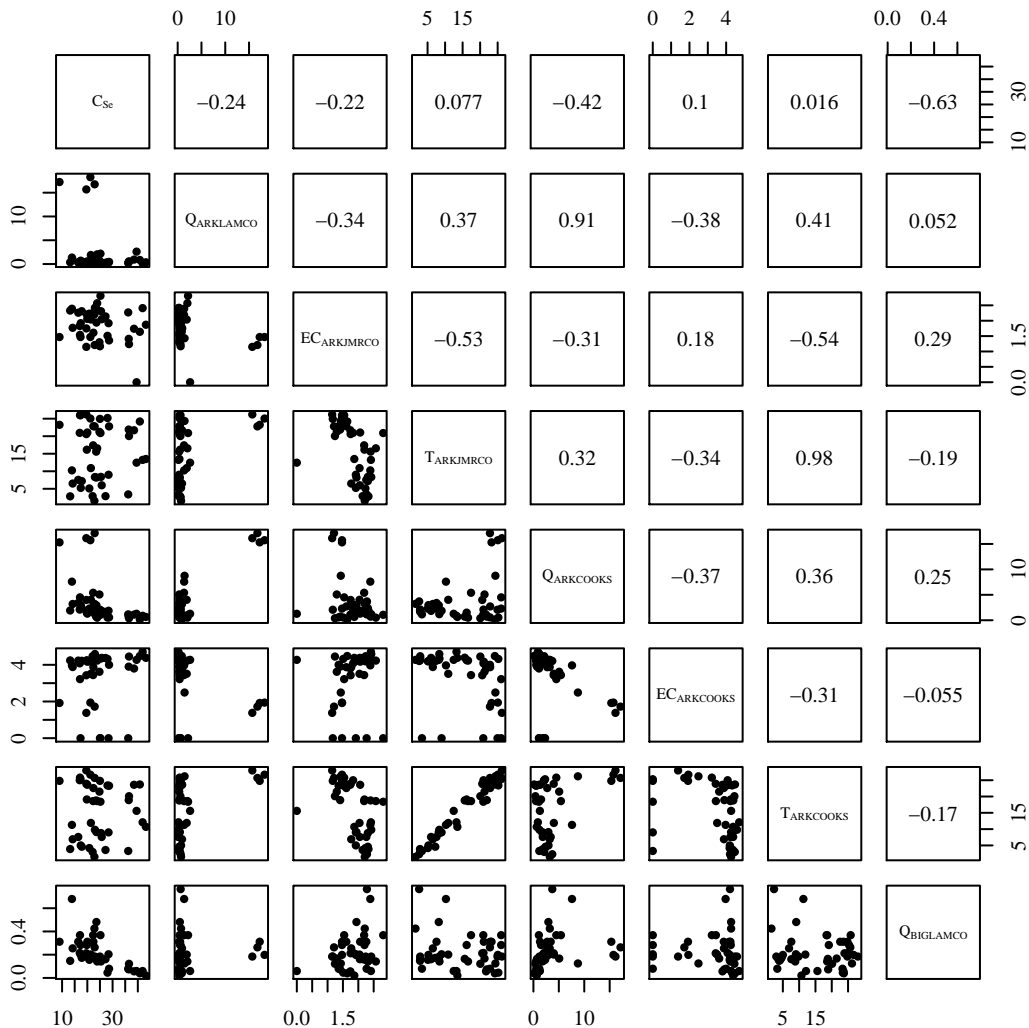 0 10
5 15
0 2 4
0.0 0.4
C_Se −0.24 −0.22 0.077 −0.42 0.1 0.016 −0.63
10 30
0 10
Q_ARKLAMCO −0.34 0.37 0.91 −0.38 0.41 0.052
EC_ARKJMRCO −0.53 −0.31 0.18 −0.54 0.29
0.0 1.5
5 15
T_ARKJMRCO 0.32 −0.34 0.98 −0.19
Q_ARKCOOKS −0.37 0.36 0.25
0 10
0 2 4
EC_ARKCOOKS −0.31 −0.055
T_ARKCOOKS −0.17
5 15
0.0 0.4
Q_BIGLAMCO
10 30
0.0 1.5
0 10
5 15